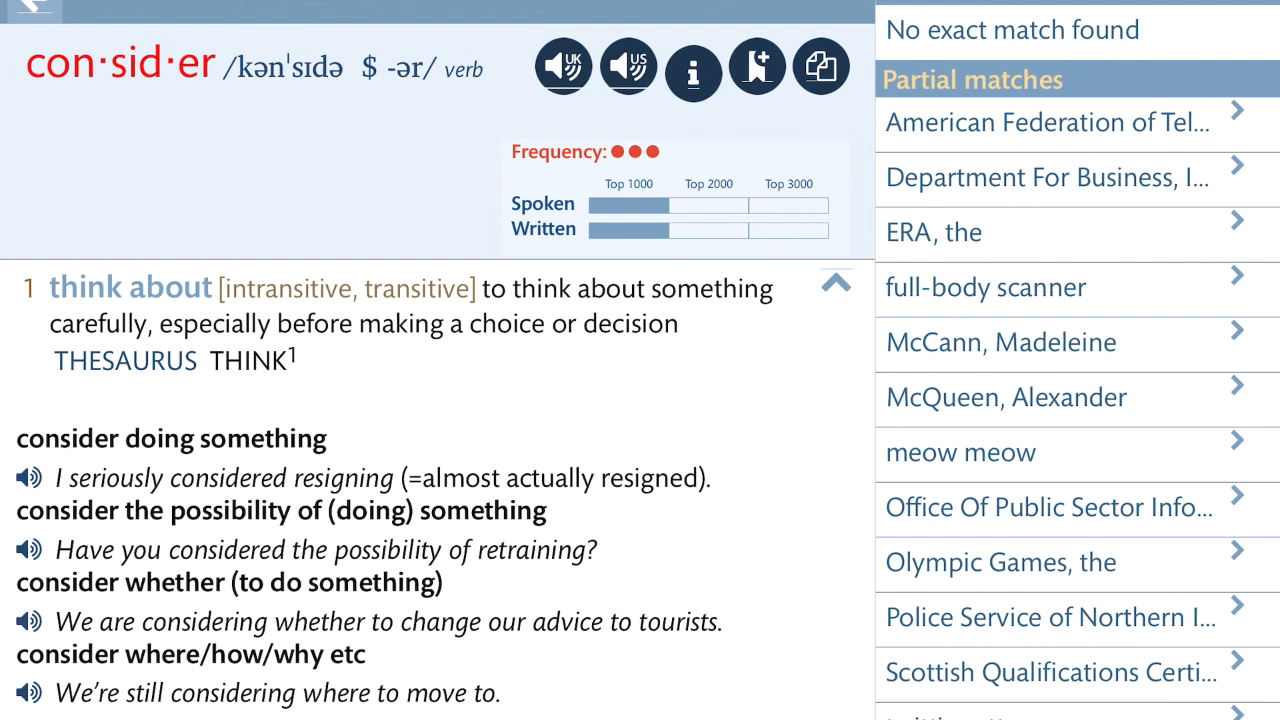 con·sid·er /kənˈsɪdə $ -ər/ verb
UK
US
i
Frequency:
Top 1000 Top 2000 Top 3000
Spoken
Written
1 think about [intransitive, transitive] to think about something
carefully, especially before making a choice or decision
THESAURUS THINK1
consider doing something
I seriously considered resigning (=almost actually resigned).
consider the possibility of (doing) something
Have you considered the possibility of retraining?
consider whether (to do something)
We are considering whether to change our advice to tourists.
consider where/how/why etc
We’re still considering where to move to.
No exact match found
Partial matches
American Federation of Tel...
Department For Business, I...
ERA, the
full-body scanner
McCann, Madeleine
McQueen, Alexander
meow meow
Office Of Public Sector Info...
Olympic Games, the
Police Service of Northern I...
Scottish Qualifications Certi...